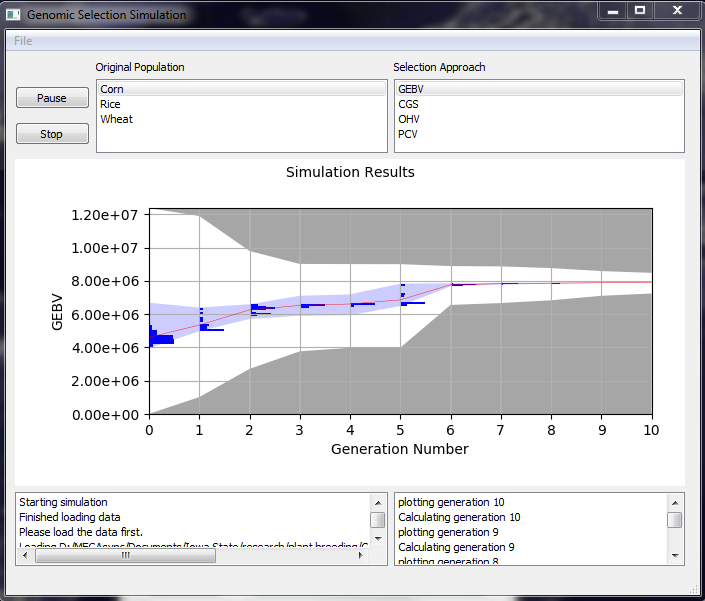 Genomic Selection Simulation
File
Original Population
Selection Approach
Pause
Stop
Corn
Rice
Wheat
GEBV
CGS
OHV
PCV
Simulation Results
1.20e+07
1.00e+07
8.00e+06
6.00e+06
4.00e+06
2.00e+06
0.00e+00
GEBV
0 1 2 3 4 5 6 7 8 9 10
Generation Number
Starting simulation
Finished loading data
Please load the data first.
Loading D:/MEGAsync/Documents/Iowa State/research/plant breeding/
plotting generation 10
Calculating generation 10
plotting generation 9
Calculating generation 9
plotting generation 8